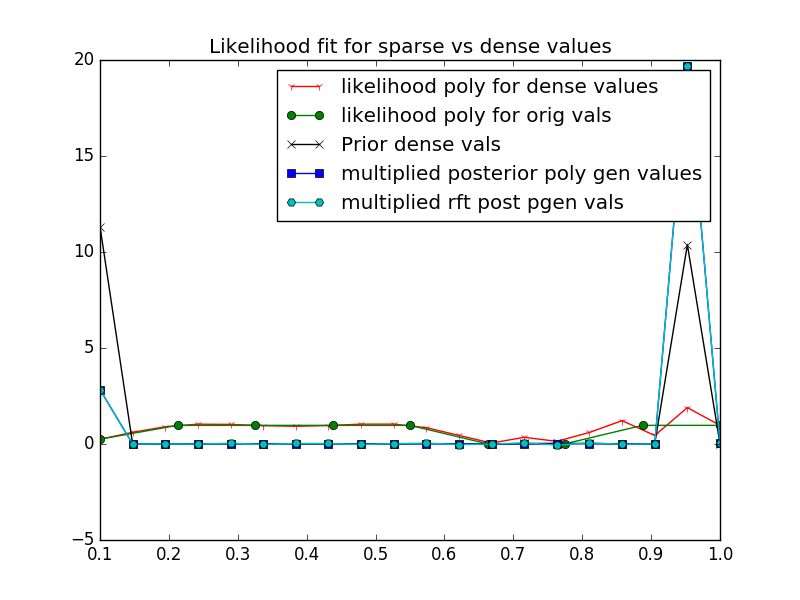 Likelihood fit for sparse vs dense values
20
15
10
5
0
−5
likelihood poly for dense values
likelihood poly for orig vals
Prior dense vals
multiplied posterior poly gen values
multiplied rft post pgen vals
0.1 0.2 0.3 0.4 0.5 0.6 0.7 0.8 0.9 1.0